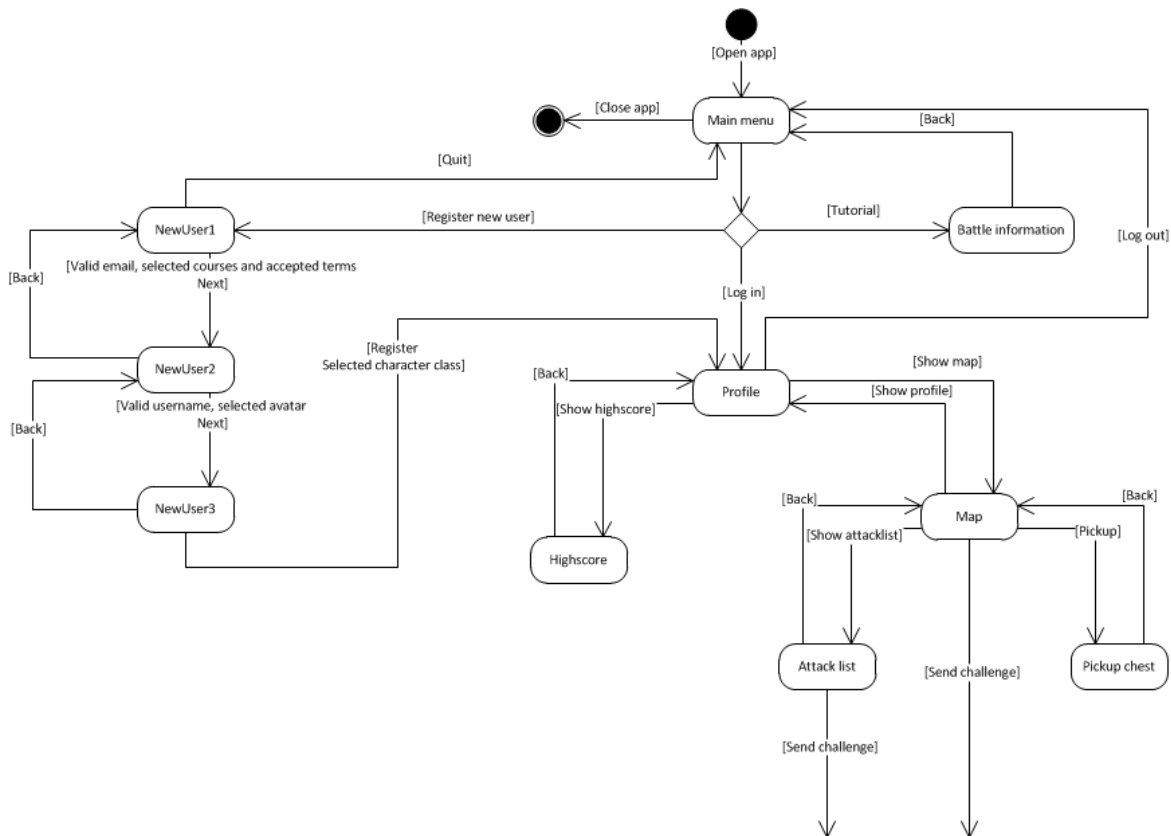 [Open app]
[Close app]
Main menu
[Back]
[Quit]
NewUser1
[Register new user]
[Tutorial]
Battle information
[Log out]
[Valid email, selected courses and accepted terms
Next]
[Back]
[Log in]
[Register
Selected character class]
NewUser2
[Valid username, selected avatar
Next]
[Back]
[Show map]
[Back]
Profile
[Show profile]
[Show highscore]
NewUser3
[Back]
Map
[Back]
[Show attacklist]
[Pickup]
Highscore
Attack list
[Send challenge]
Pickup chest
[Send challenge]